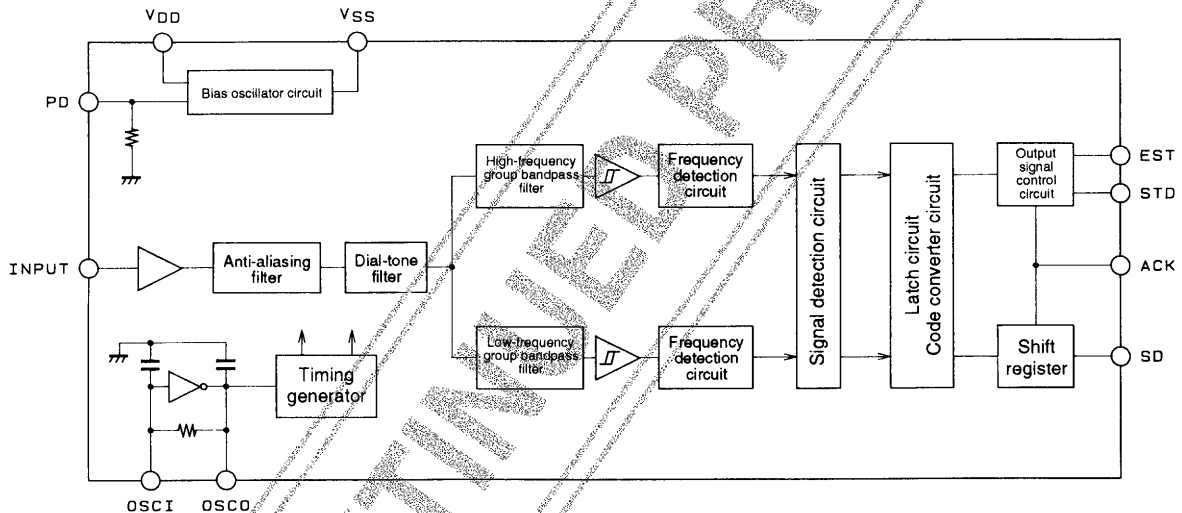 VDD
VSS
PD
Bias oscillator circuit
High-frequency
group bandpass
filter
Frequency
detection
circuit
Signal detection circuit
Latch circuit
Code converter circuit
Output
signal
control
circuit
EST
STD
INPUT
Anti-aliasing
filter
Dial-tone
filter
ACK
Timing
generator
Low-frequency
group bandpass
filter
Frequency
detection
circuit
Shift
register
SD
OSCI
OSCO